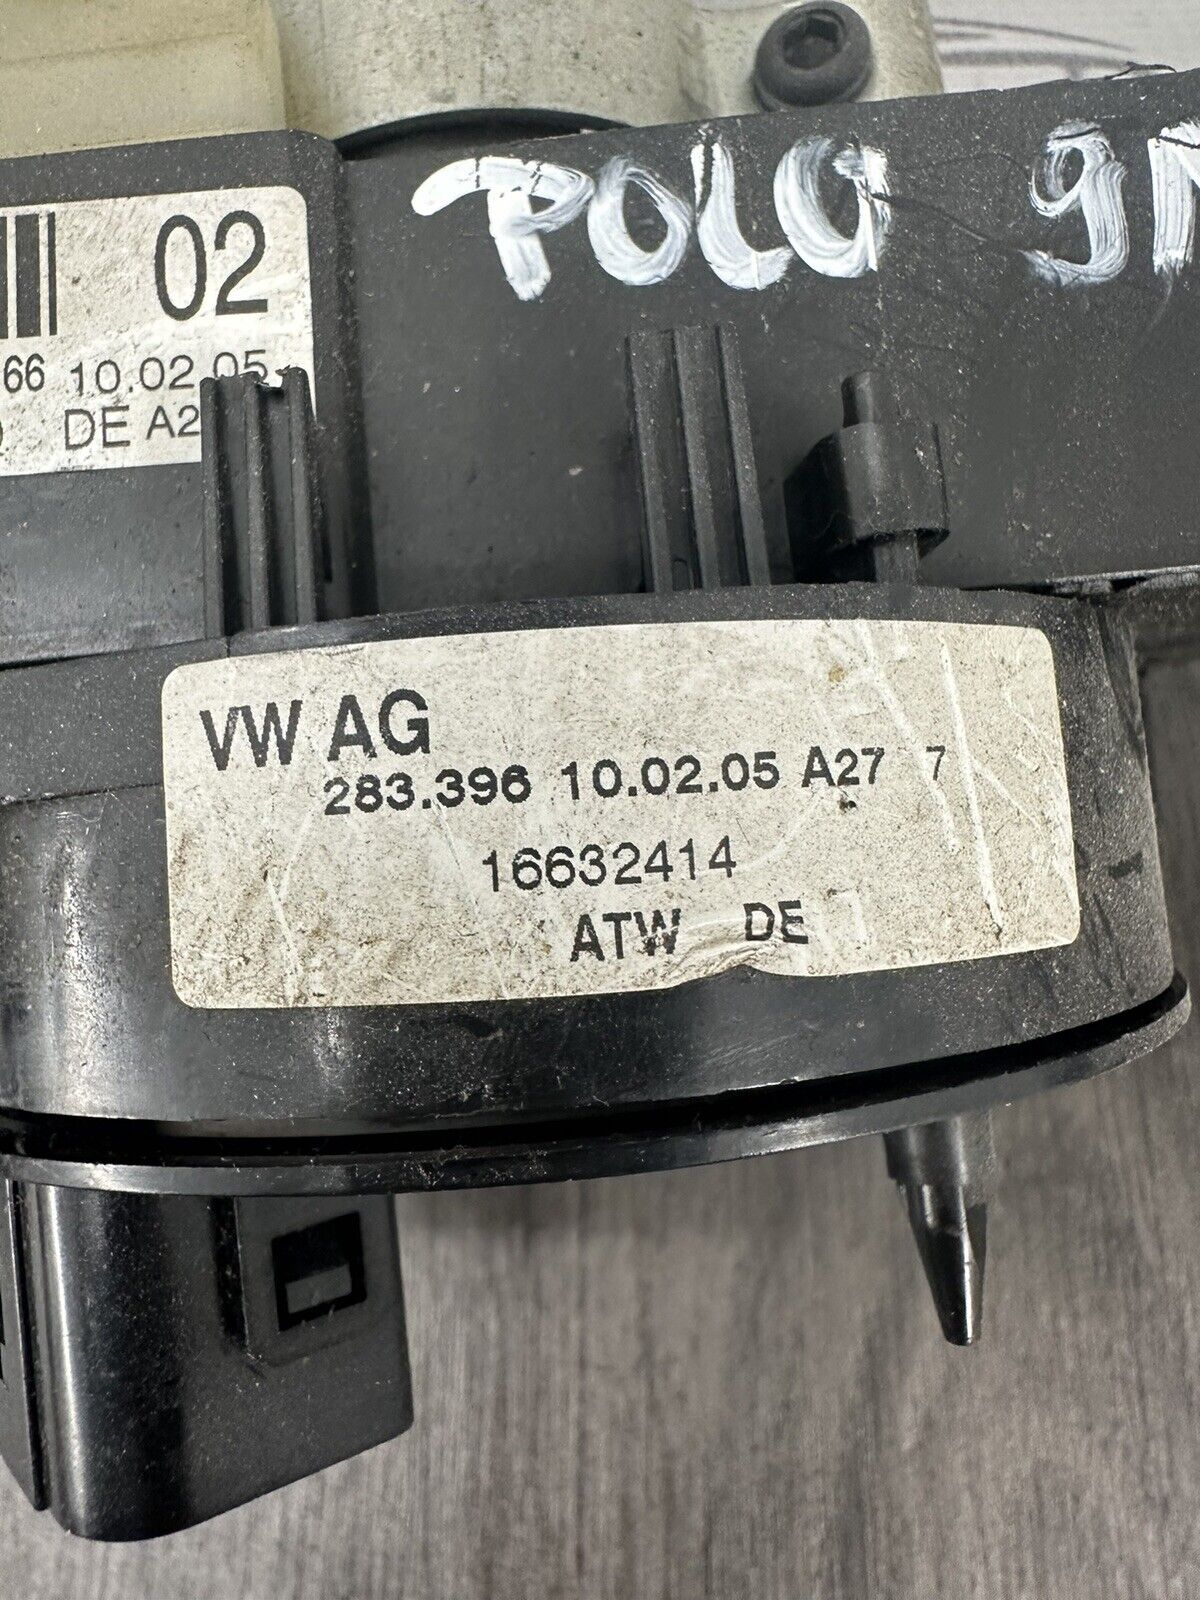 POLO 9N
02
66 10.02.05
DE A2
VW AG
283.396 10.02.05 A27 7
16632414
ATW DE